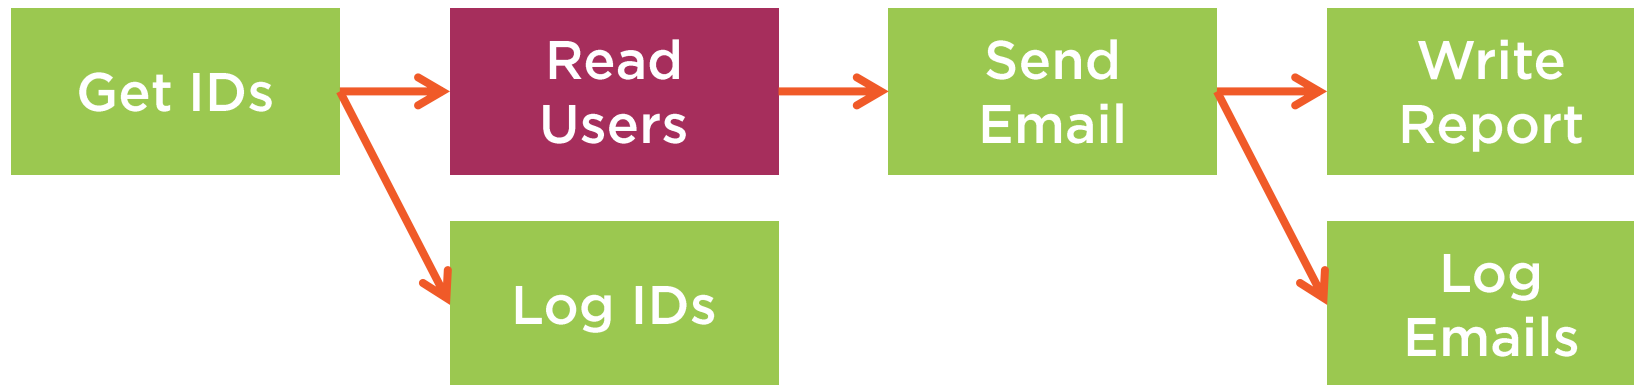 Get IDs
Read
Users
Send
Email
Write
Report
Log IDs
Log
Emails